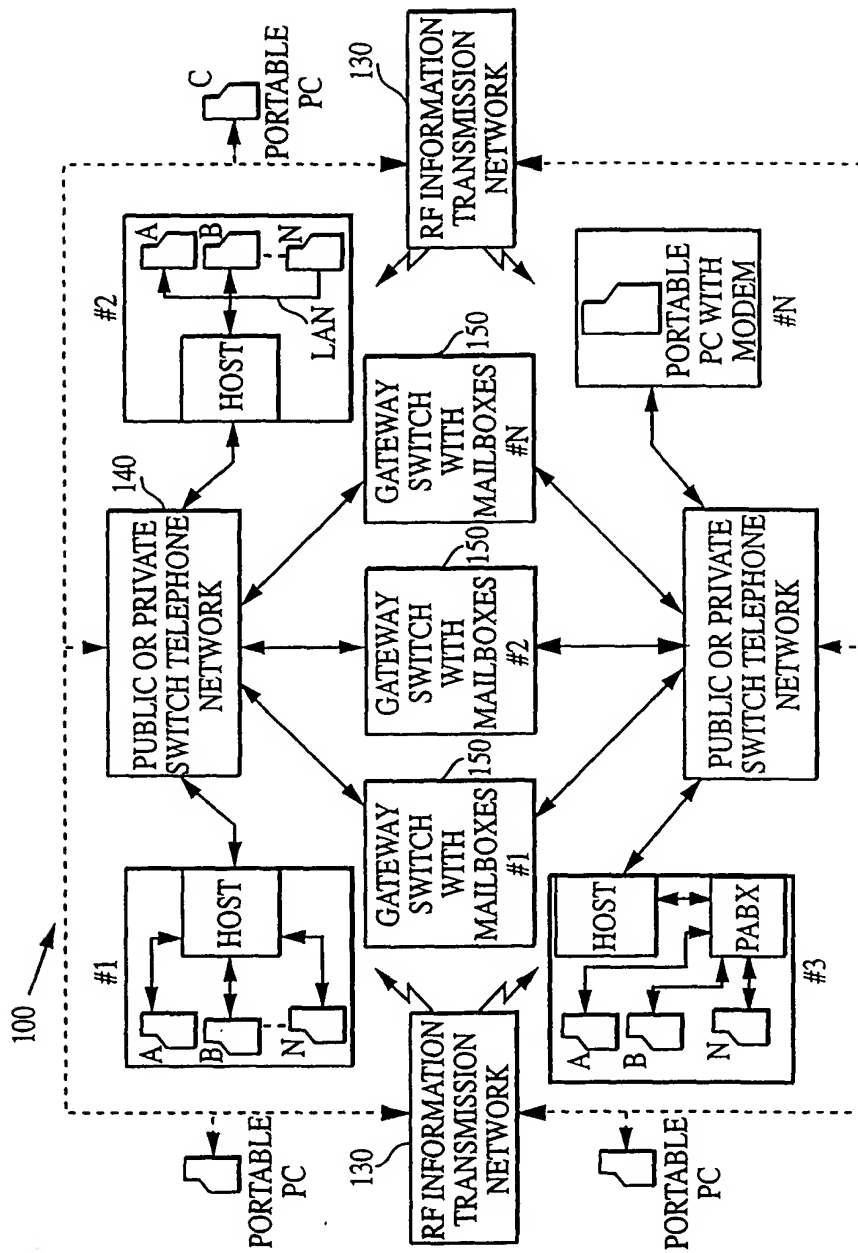 100
PORTABLE
PC
130
RF INFORMATION
TRANSMISSION
NETWORK
PORTABLE
PC
#1
A
B
N
HOST
#3
A
B
N
HOST
PABX
140
PUBLIC OR PRIVATE
SWITCH TELEPHONE
NETWORK
150
GATEWAY
SWITCH
WITH
MAILBOXES
#1
150
GATEWAY
SWITCH
WITH
MAILBOXES
#2
150
GATEWAY
SWITCH
WITH
MAILBOXES
#N
PUBLIC OR PRIVATE
SWITCH TELEPHONE
NETWORK
#2
HOST
A
B
N
LAN
PORTABLE
PC WITH
MODEM
#N
C
PORTABLE
PC
130
RF INFORMATION
TRANSMISSION
NETWORK